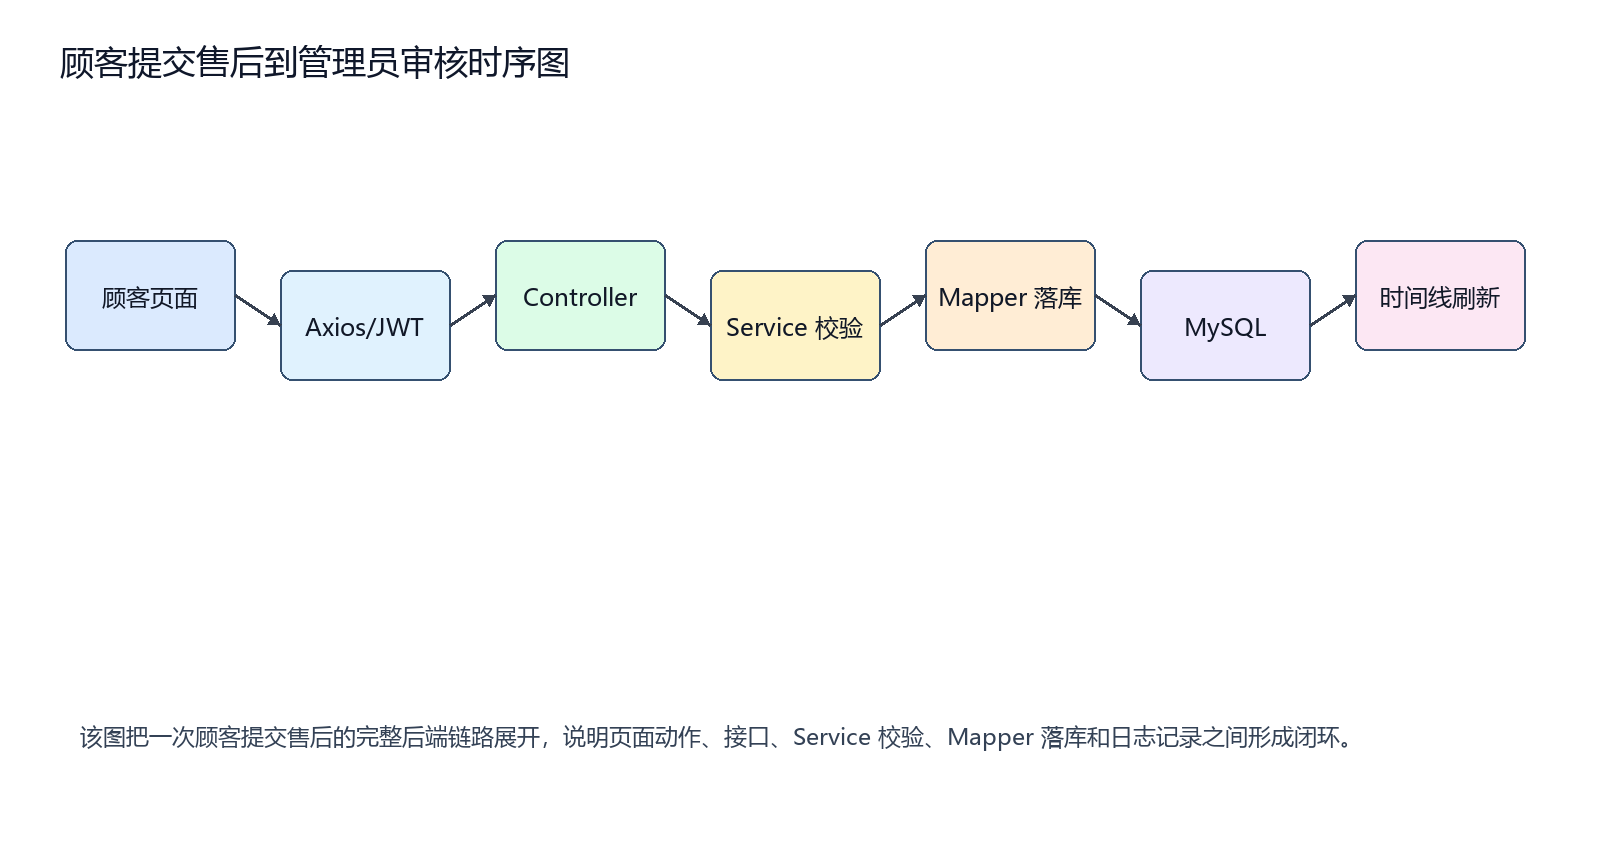 顾客提交售后到管理员审核时序图
顾客页面
Axios/JWT
Controller
Service 校验
Mapper 落库
MySQL
时间线刷新
该图把一次顾客提交售后的完整后端链路展开，说明页面动作、接口、Service 校验、Mapper 落库和日志记录之间形成闭环。